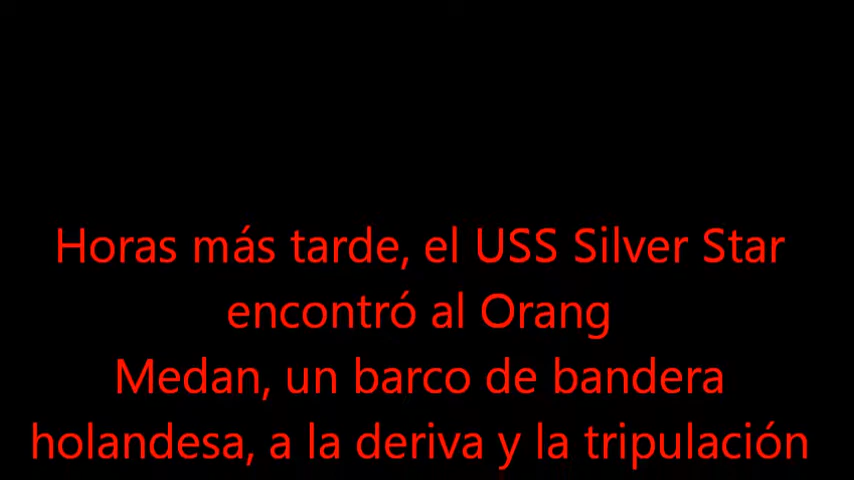 Horas más tarde, el USS Silver Star
encontró al Orang
Medan, un barco de bandera
holandesa, a la deriva y la tripulación